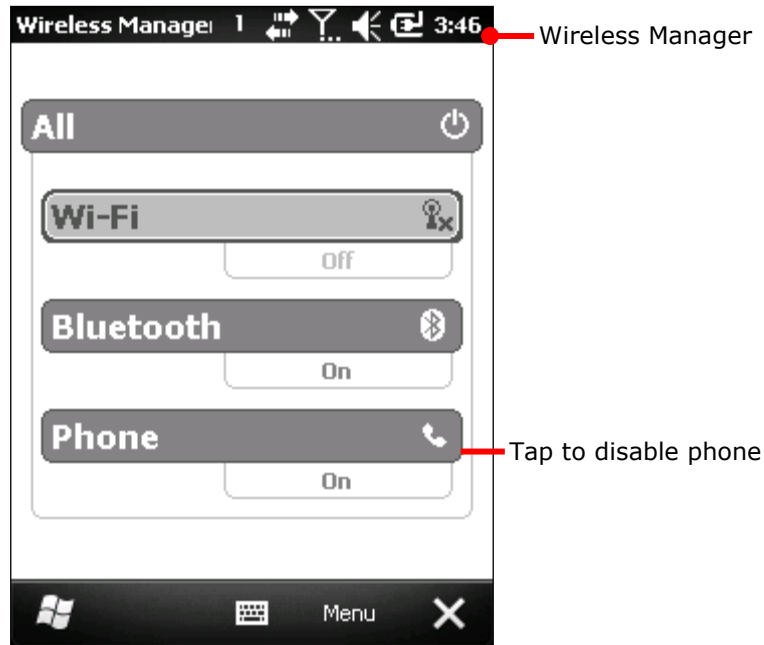 Wireless Manager 3:46
Wireless Manager
All
Wi-Fi
Off
Bluetooth
On
Phone
Tap to disable phone
On
Menu